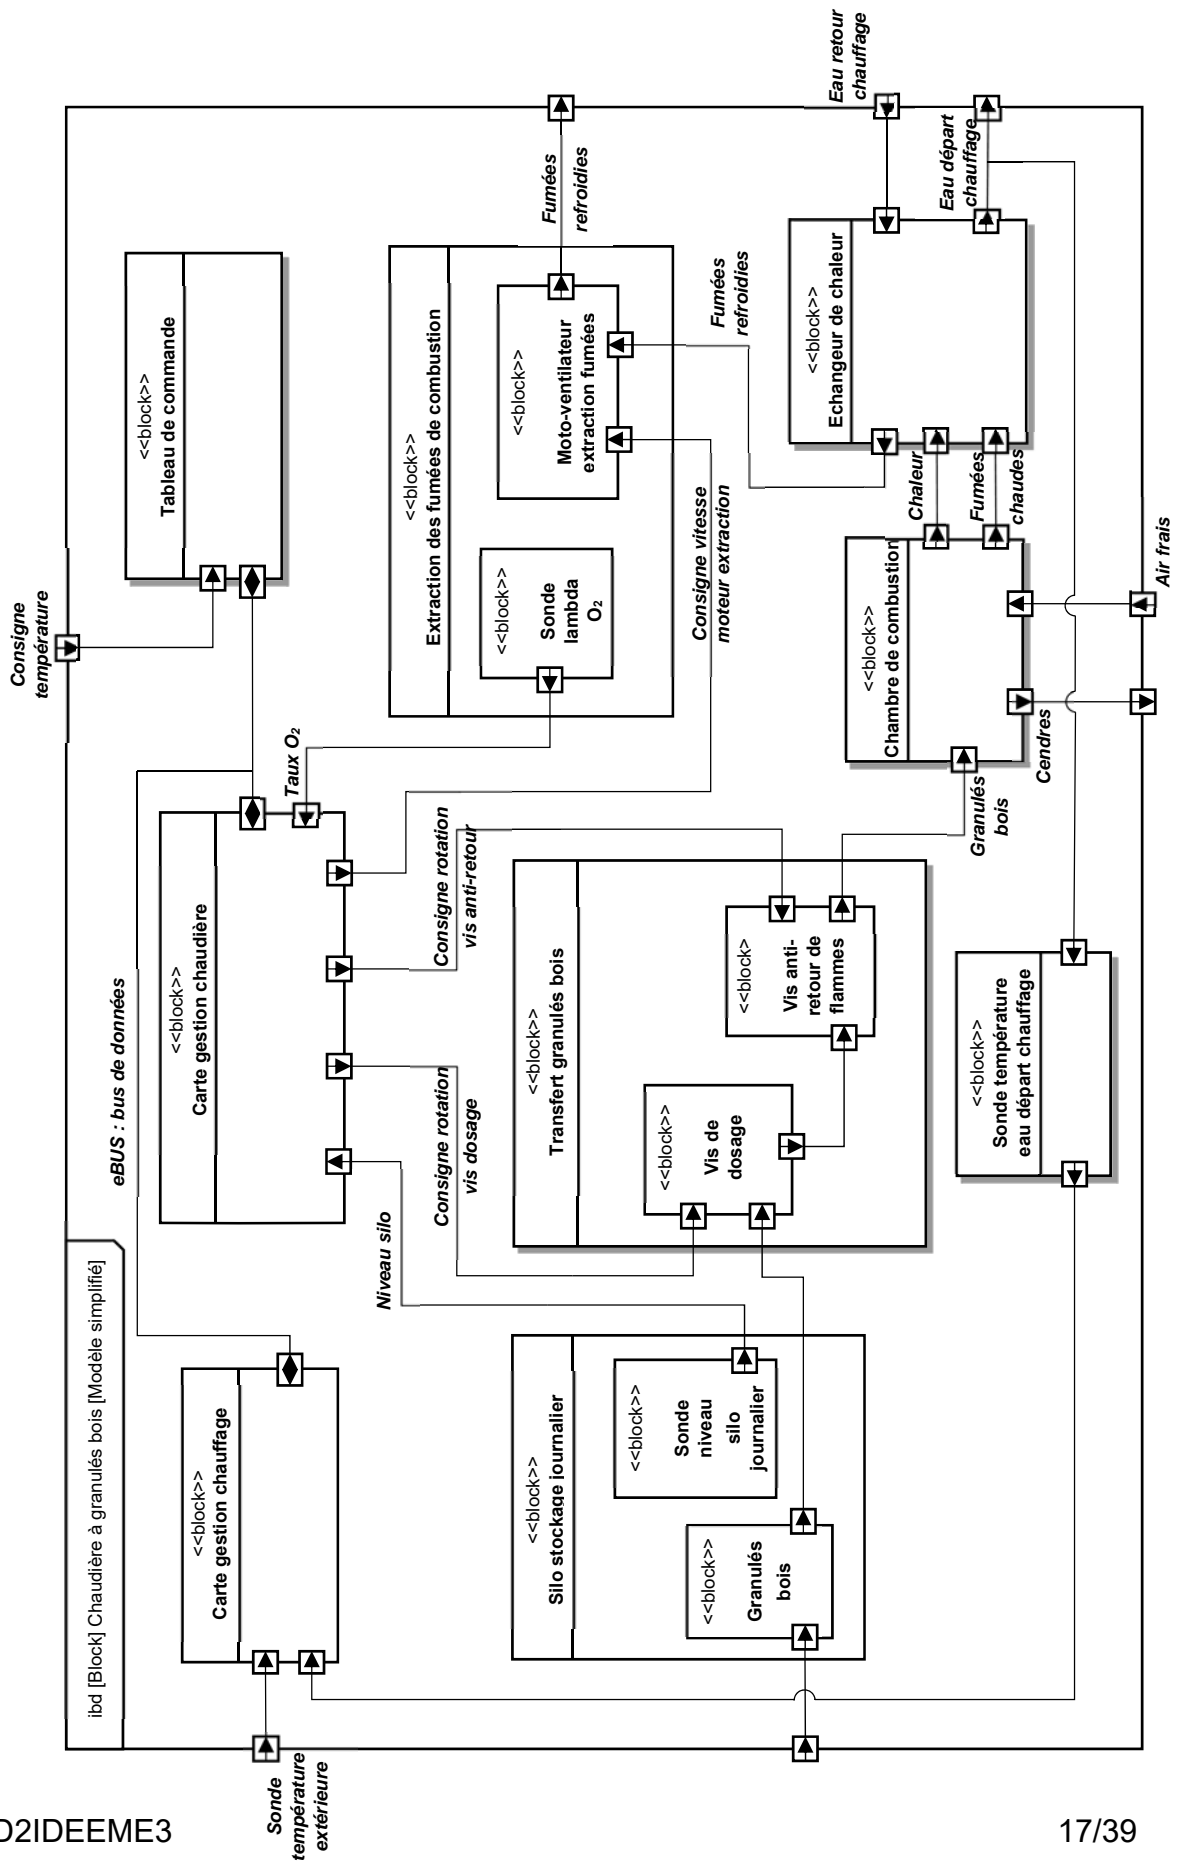 ibd [Block] Chaudière à granulés bois [Modèle simplifié]
Consigne
température
Sonde
température
extérieure
<<block>>
Carte gestion chauffage
eBUS : bus de données
<<block>>
Carte gestion chaudière
<<block>>
Tableau de commande
Niveau silo
Consigne rotation
vis dosage
Consigne rotation
vis anti-retour
Taux O₂
Consigne vitesse
moteur extraction
<<block>>
Extraction des fumées de combustion
<<block>>
Sonde
lambda
O₂
<<block>>
Moto-ventilateur
extraction fumées
Fumées
refroidies
<<block>>
Silo stockage journalier
<<block>>
Sonde
niveau
silo
journalier
<<block>>
Granulés
bois
<<block>>
Transfert granulés bois
<<block>>
Vis de
dosage
<<block>
Vis anti-
retour de
flammes
Granulés
bois
<<block>>
Chambre de combustion
Cendres
Air frais
Chaleur
Fumées
chaudes
Fumées
refroidies
<<block>>
Echangeur de chaleur
Eau retour
chauffage
Eau départ
chauffage
<<block>>
Sonde température
eau départ chauffage
D2IDEEME3
17/39